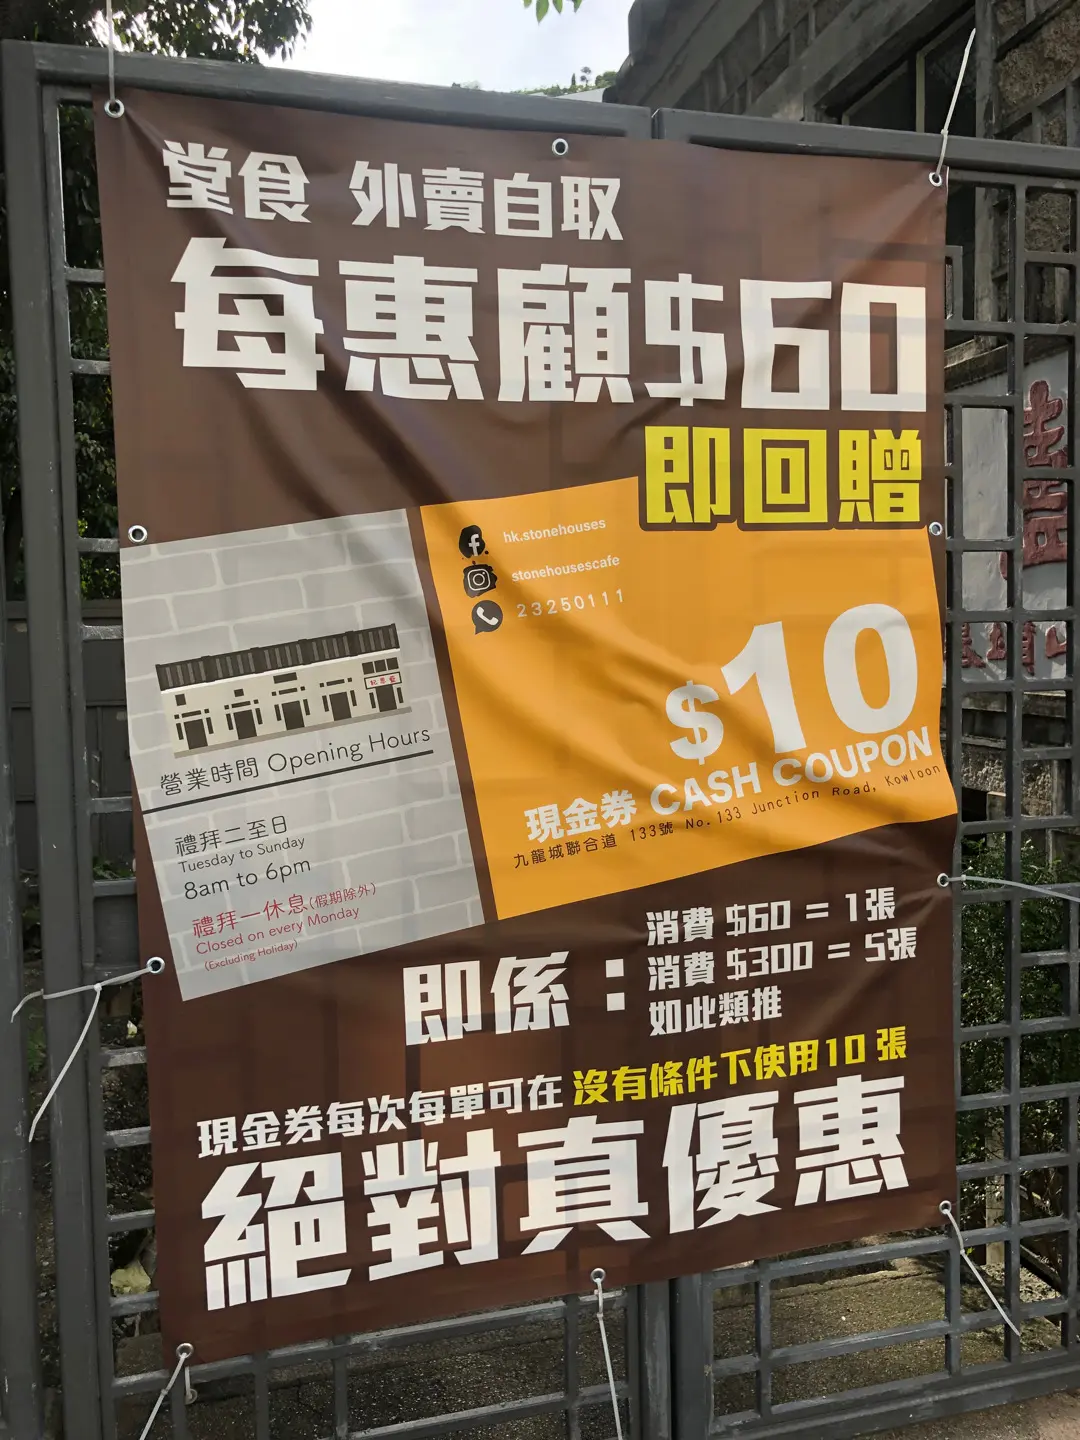 堂食 外賣自取
每惠顧$60
即回贈
hk.stonehouses
stonehousescafe
23250111
$10
現金券 CASH COUPON
九龍城聯合道 133號 No.133 Junction Road, Kowloon
營業時間 Opening Hours
禮拜二至日
Tuesday to Sunday
8am to 6pm
禮拜一休息(假期除外)
Closed on every Monday
(Excluding Holiday)
即係：
消費 $60 = 1張
消費 $300 = 5張
如此類推
現金券每次每單可在 沒有條件下使用10 張
絕對真優惠